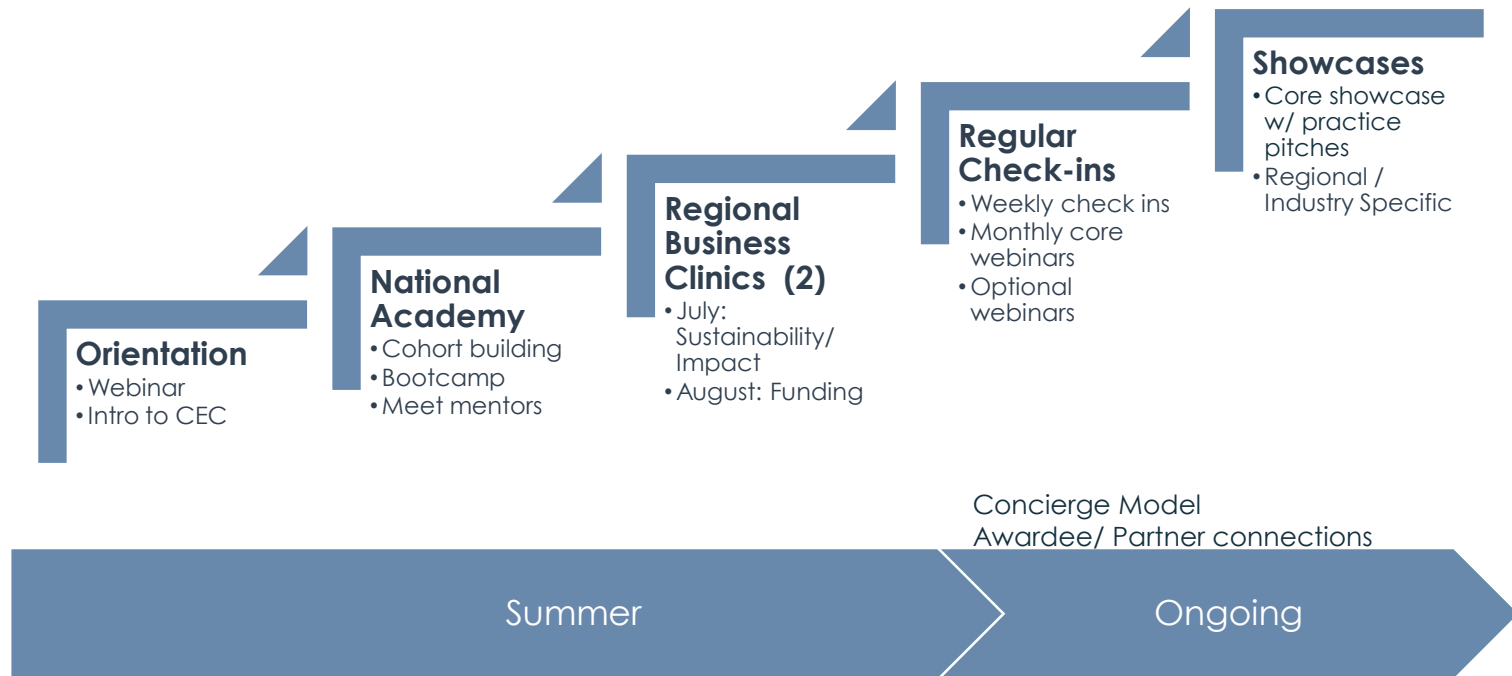 Orientation
• Webinar
• Intro to CEC
National
Academy
• Cohort building
• Bootcamp
• Meet mentors
Regional
Business
Clinics (2)
• July:
Sustainability/
Impact
• August: Funding
Regular
Check-ins
• Weekly check ins
• Monthly core
webinars
• Optional
webinars
Showcases
• Core showcase
w/ practice
pitches
• Regional /
Industry Specific
Concierge Model
Awardee/ Partner connections
Summer
Ongoing